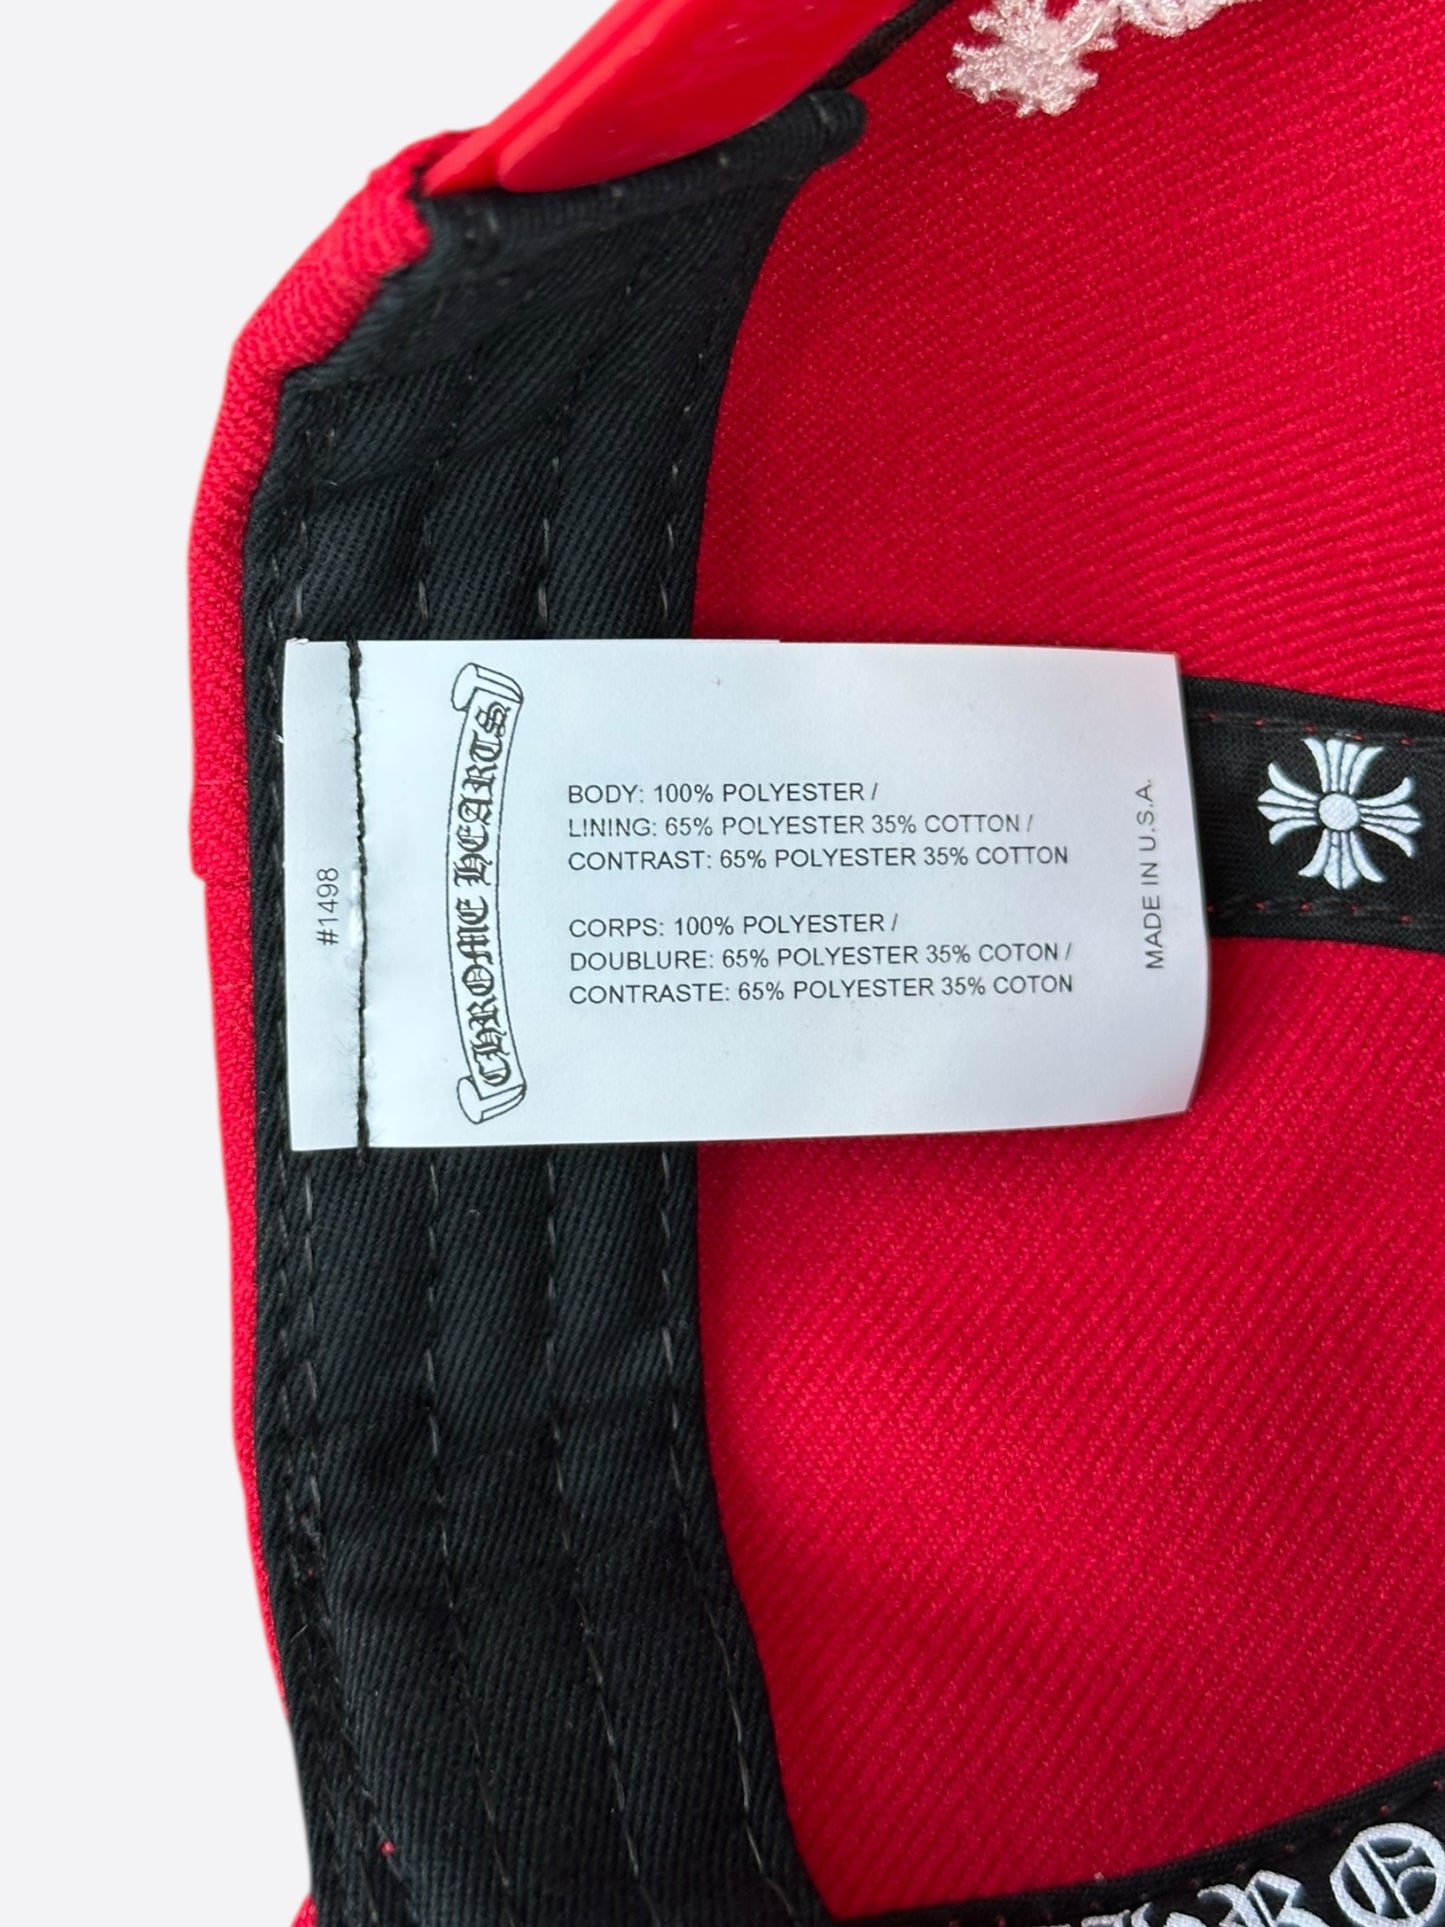 #1498
CHROME HEARTS
BODY: 100% POLYESTER /
LINING: 65% POLYESTER 35% COTTON /
CONTRAST: 65% POLYESTER 35% COTTON
CORPS: 100% POLYESTER /
DOUBLURE: 65% POLYESTER 35% COTON /
CONTRASTE: 65% POLYESTER 35% COTON
MADE IN U.S.A.